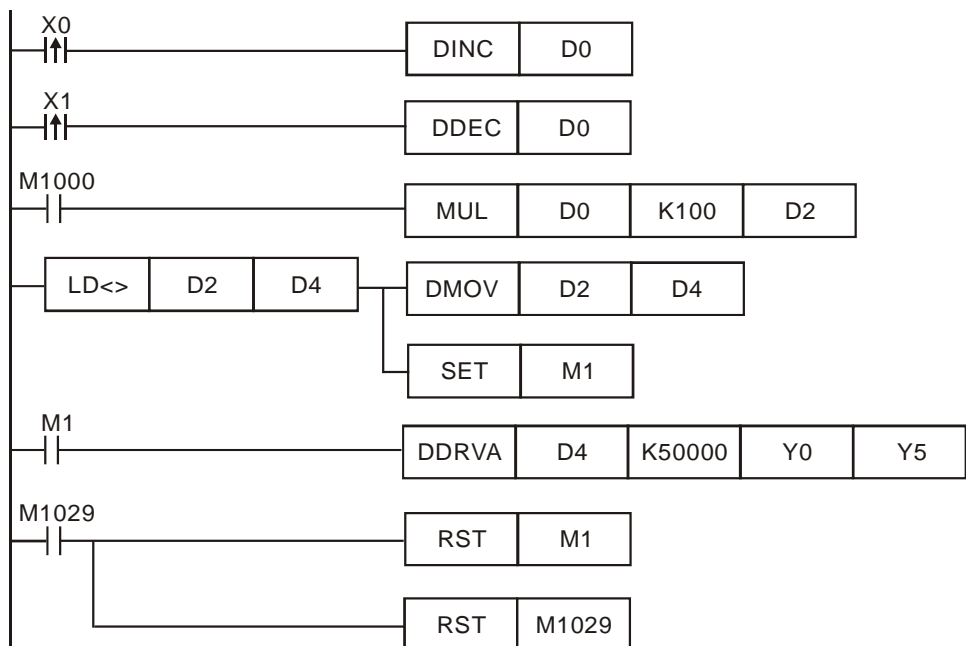 X0
DINC D0
X1
DDEC D0
M1000
MUL D0 K100 D2
LD<> D2 D4 DMOV D2 D4
SET M1
M1
DDRVA D4 K50000 Y0 Y5
M1029
RST M1
RST M1029